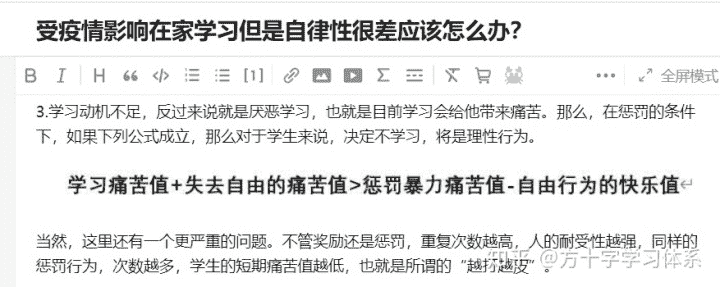 受疫情影响在家学习但是自律性很差应该怎么办?
B I H “ </> [1] Σ 全屏模式
3.学习动机不足，反过来说就是厌恶学习，也就是目前学习会给他带来痛苦。那么，在惩罚的条件
下，如果下列公式成立，那么对于学生来说，决定不学习，将是理性行为。
学习痛苦值+失去自由的痛苦值>惩罚暴力痛苦值-自由行为的快乐值↵
当然，这里还有一个更严重的问题。不管奖励还是惩罚，重复次数越高，人的耐受性越强，同样的
惩罚行为，次数越多，学生的短期痛苦值越低，也就是所谓的“越打越皮”。
知乎 @方十字学习体系